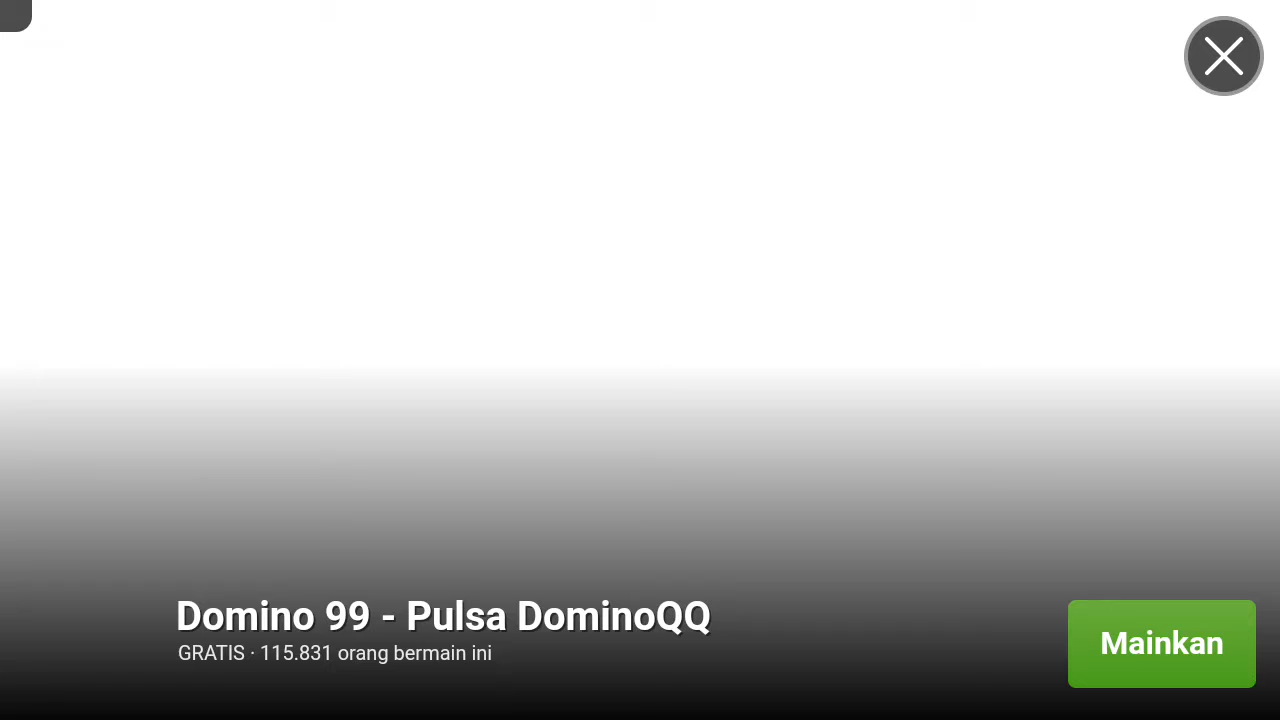 Domino 99 - Pulsa DominoQQ
GRATIS · 115.831 orang bermain ini
Mainkan